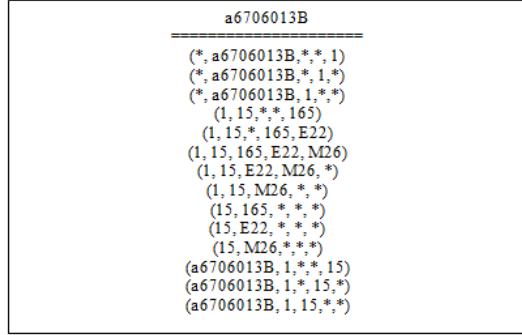 a6706013B
=====================
(*, a6706013B,*,*, 1)
(*, a6706013B,*, 1,*)
(*, a6706013B, 1,*,*)
(1, 15,*,*, 165)
(1, 15,*, 165, E22)
(1, 15, 165, E22, M26)
(1, 15, E22, M26, *)
(1, 15, M26, *, *)
(15, 165, *, *, *)
(15, E22, *, *, *)
(15, M26,*,*,*)
(a6706013B, 1,*,*, 15)
(a6706013B, 1,*, 15,*)
(a6706013B, 1, 15,*,*)